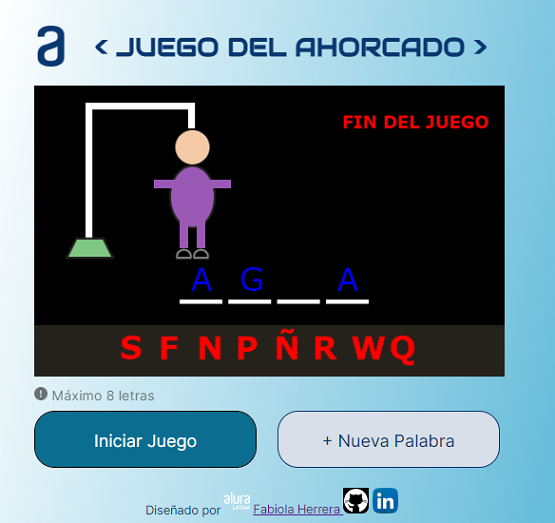 a < JUEGO DEL AHORCADO >
FIN DEL JUEGO
A G A
S F N P Ñ R W Q
! Máximo 8 letras
Iniciar Juego
+ Nueva Palabra
Diseñado por alura LATAM Fabiola Herrera in